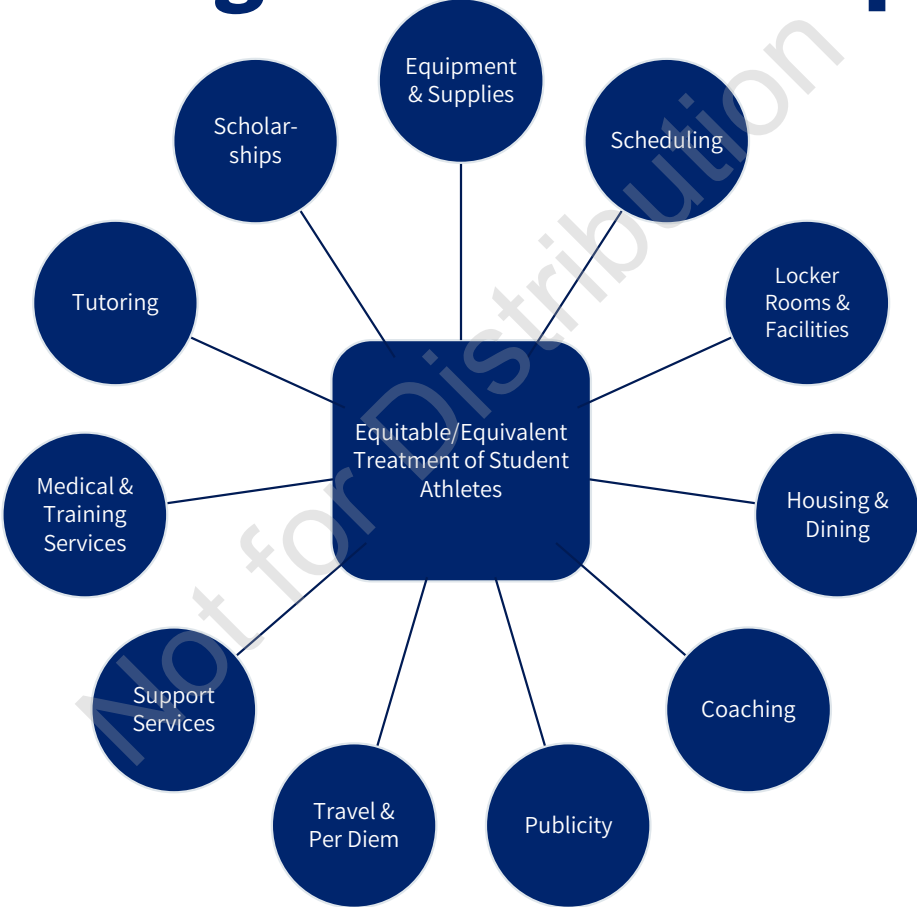 Equipment
& Supplies
Scheduling
Locker
Rooms &
Facilities
Housing &
Dining
Coaching
Publicity
Travel &
Per Diem
Support
Services
Medical &
Training
Services
Tutoring
Scholar-
ships
Equitable/Equivalent
Treatment of Student
Athletes
Not for Distribution